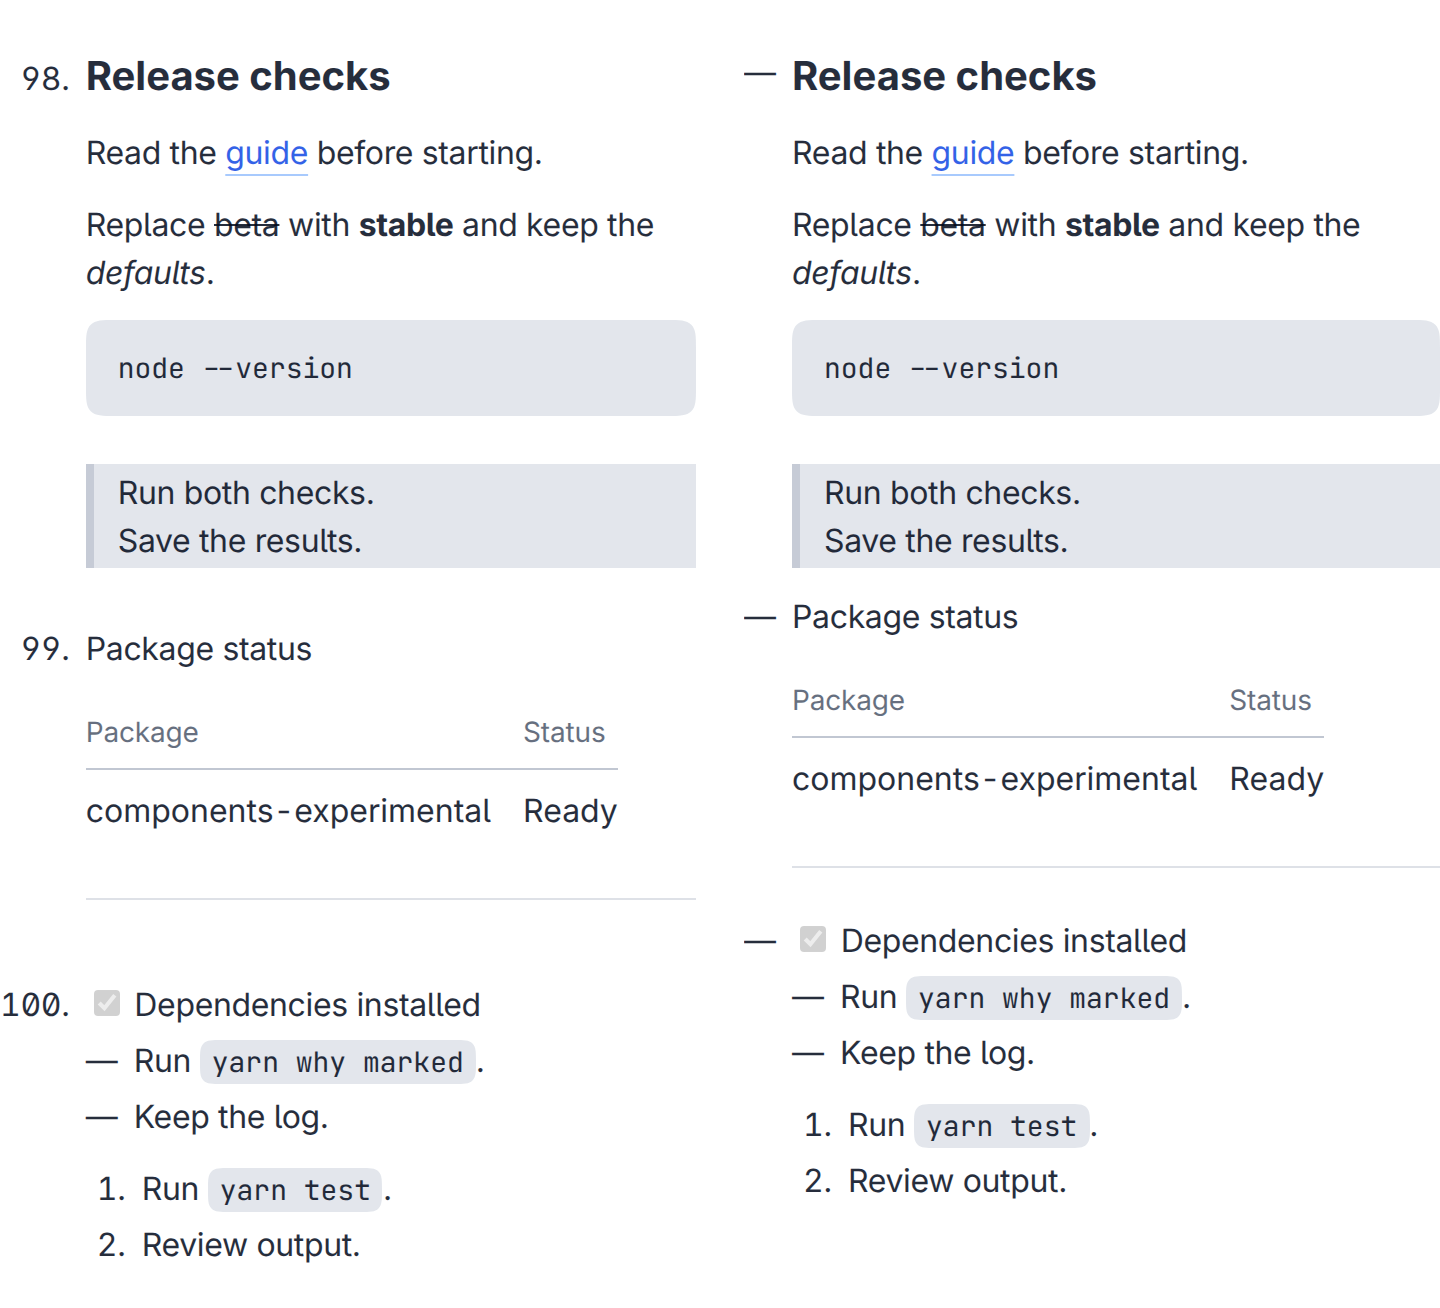 98. Release checks
Read the guide before starting.
Replace beta with stable and keep the
defaults.
node --version
Run both checks.
Save the results.
99. Package status
Package Status
components-experimental Ready
100. Dependencies installed
— Run yarn why marked.
— Keep the log.
1. Run yarn test.
2. Review output.
— Release checks
Read the guide before starting.
Replace beta with stable and keep the
defaults.
node --version
Run both checks.
Save the results.
— Package status
Package Status
components-experimental Ready
— Dependencies installed
— Run yarn why marked.
— Keep the log.
1. Run yarn test.
2. Review output.